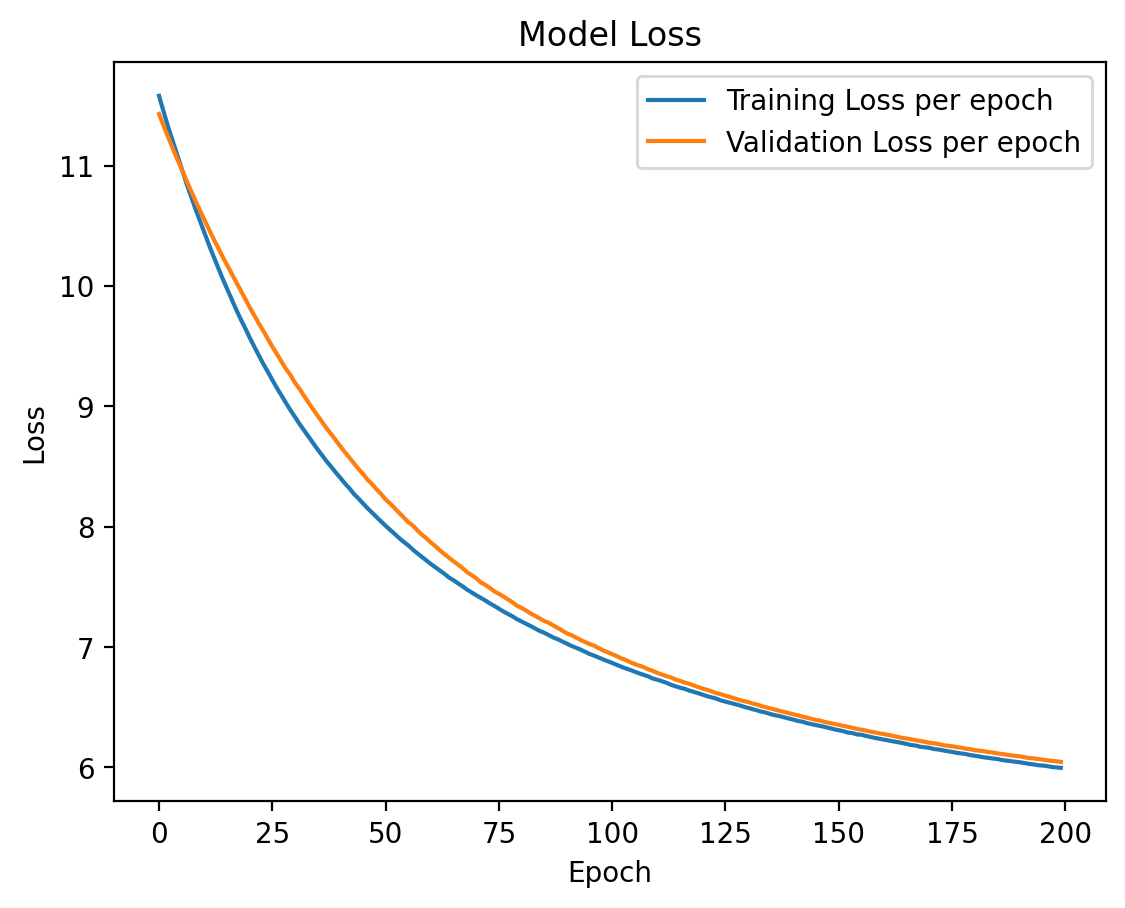 Model Loss
Training Loss per epoch
Validation Loss per epoch
11
10
9
8
7
6
Loss
0 25 50 75 100 125 150 175 200
Epoch